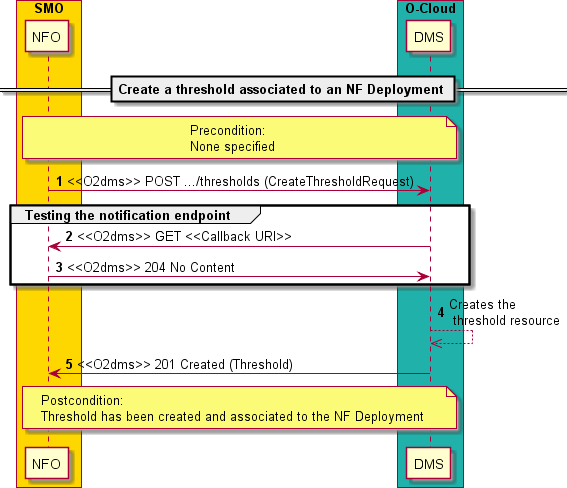 SMO
O-Cloud
NFO
DMS
Create a threshold associated to an NF Deployment
Precondition:
None specified
1 <<O2dms>> POST .../thresholds (CreateThresholdRequest)
Testing the notification endpoint
2 <<O2dms>> GET <<Callback URI>>
3 <<O2dms>> 204 No Content
4 Creates the
threshold resource
5 <<O2dms>> 201 Created (Threshold)
Postcondition:
Threshold has been created and associated to the NF Deployment
NFO
DMS